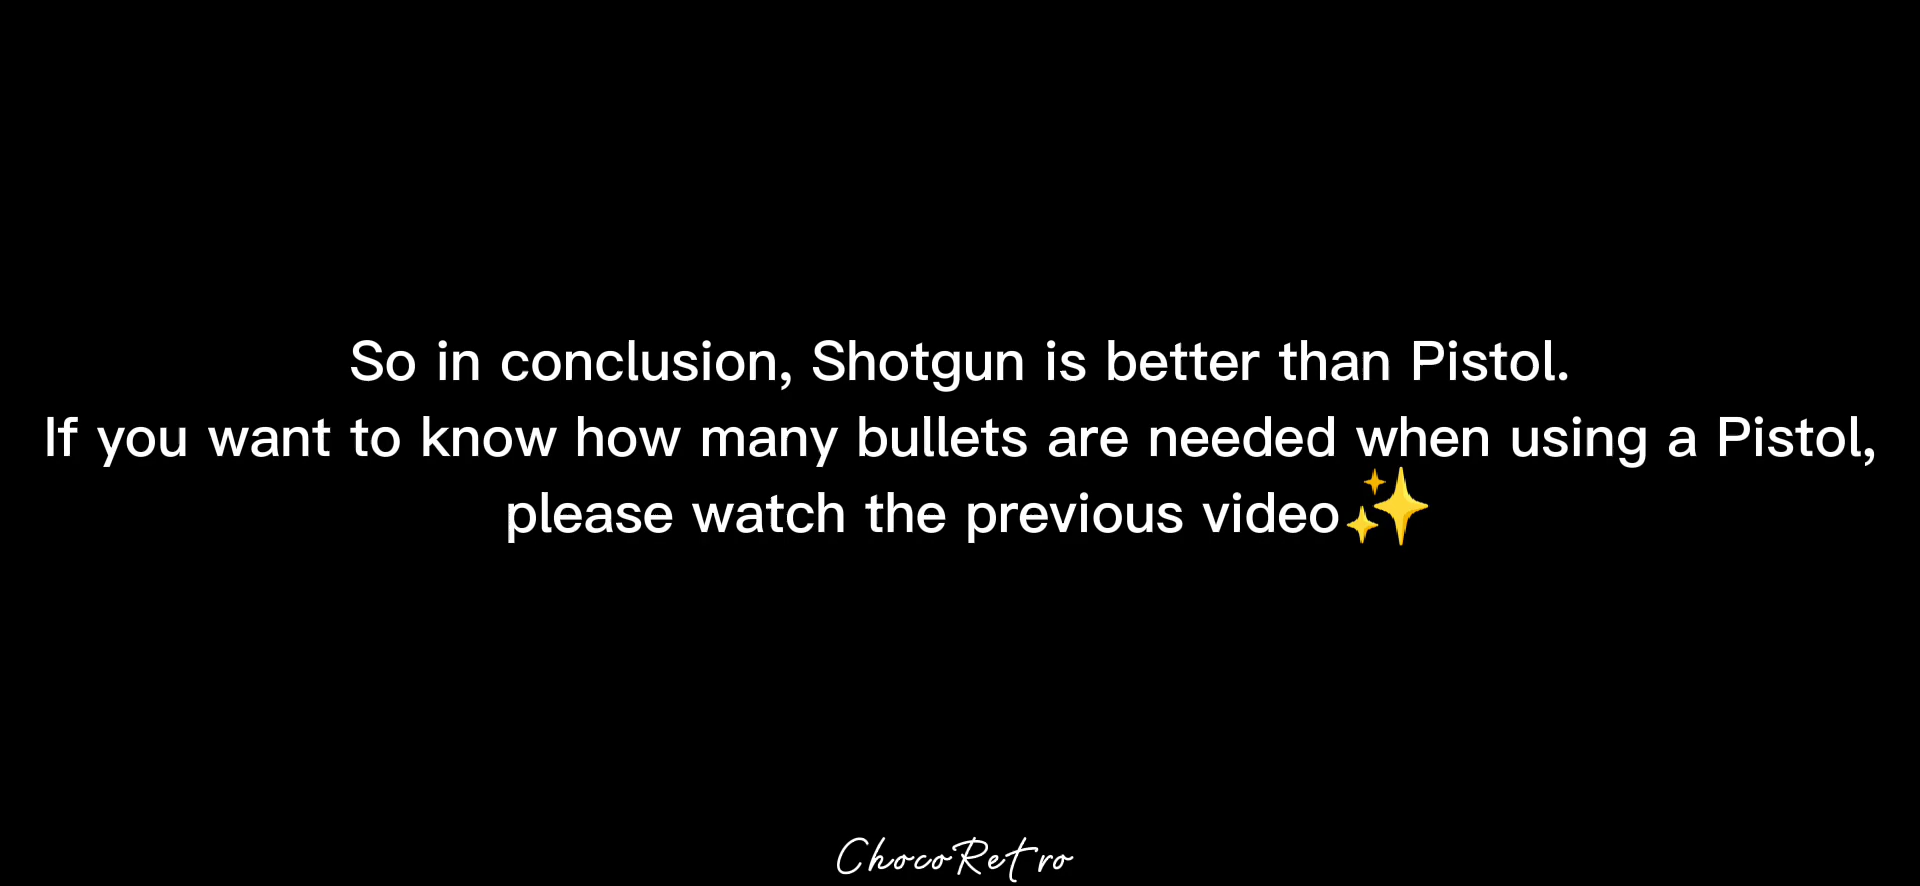 So in conclusion, Shotgun is better than Pistol.
If you want to know how many bullets are needed when using a Pistol,
please watch the previous video✨
ChocoRetro